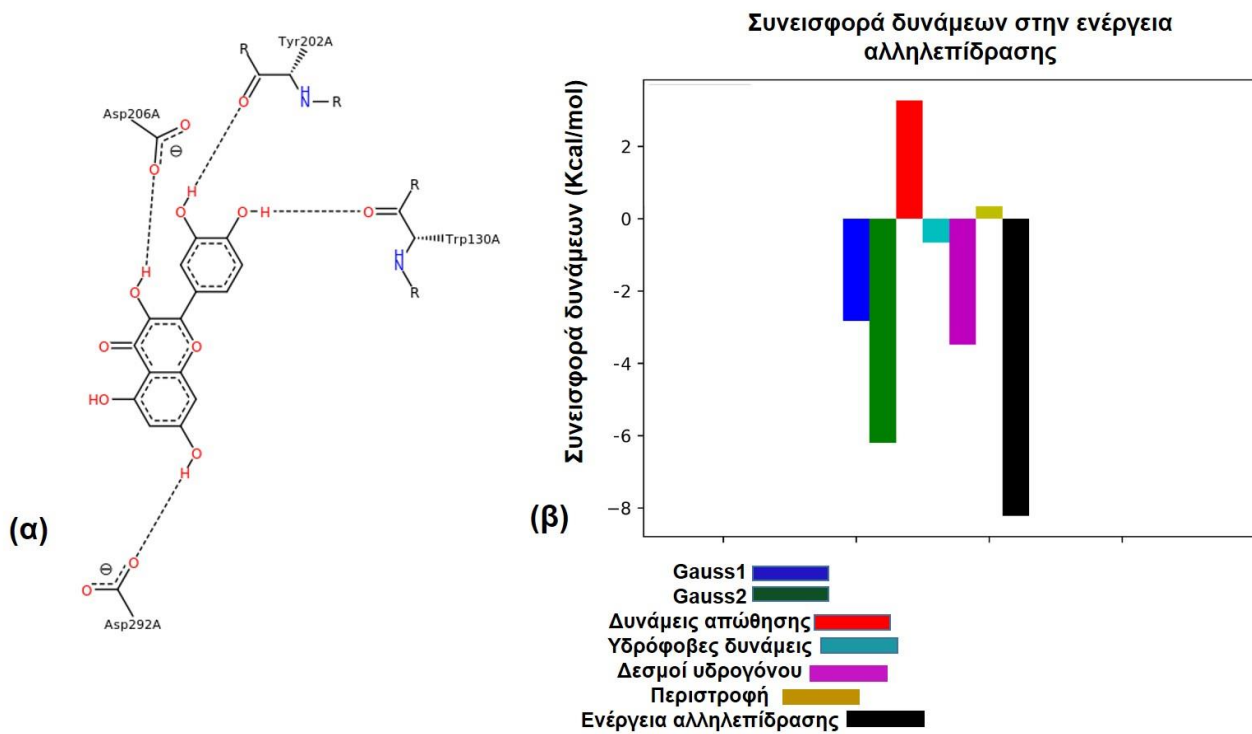 Συνεισφορά δυνάμεων στην ενέργεια
αλληλεπίδρασης
Tyr202A
R
O
H
N
R
Asp206A
O
⊖
O
H
O
O
H
O
R
H
N
Trp130A
R
H
O
O
O
HO
O
H
(α)
⊖
O
O
Asp292A
Συνεισφορά δυνάμεων (Kcal/mol)
2
0
−2
−4
-6
−8
(β)
Gauss1
Gauss2
Δυνάμεις απώθησης
Υδρόφοβες δυνάμεις
Δεσμοί υδρογόνου
Περιστροφή
Ενέργεια αλληλεπίδρασης